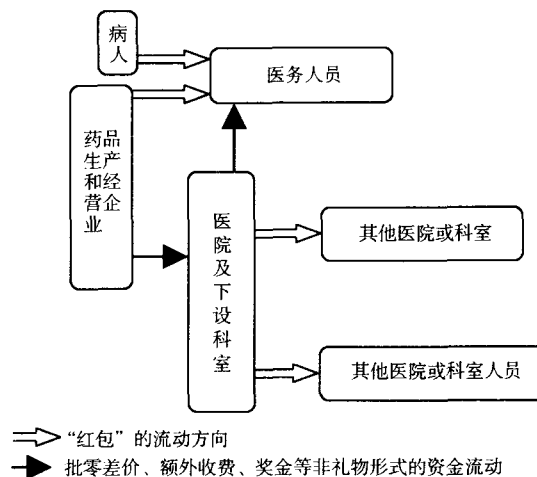 病人
医务人员
药品生产和经营企业
医院及下设科室
其他医院或科室
其他医院或科室人员
“红包”的流动方向
批零差价、额外收费、奖金等非礼物形式的资金流动